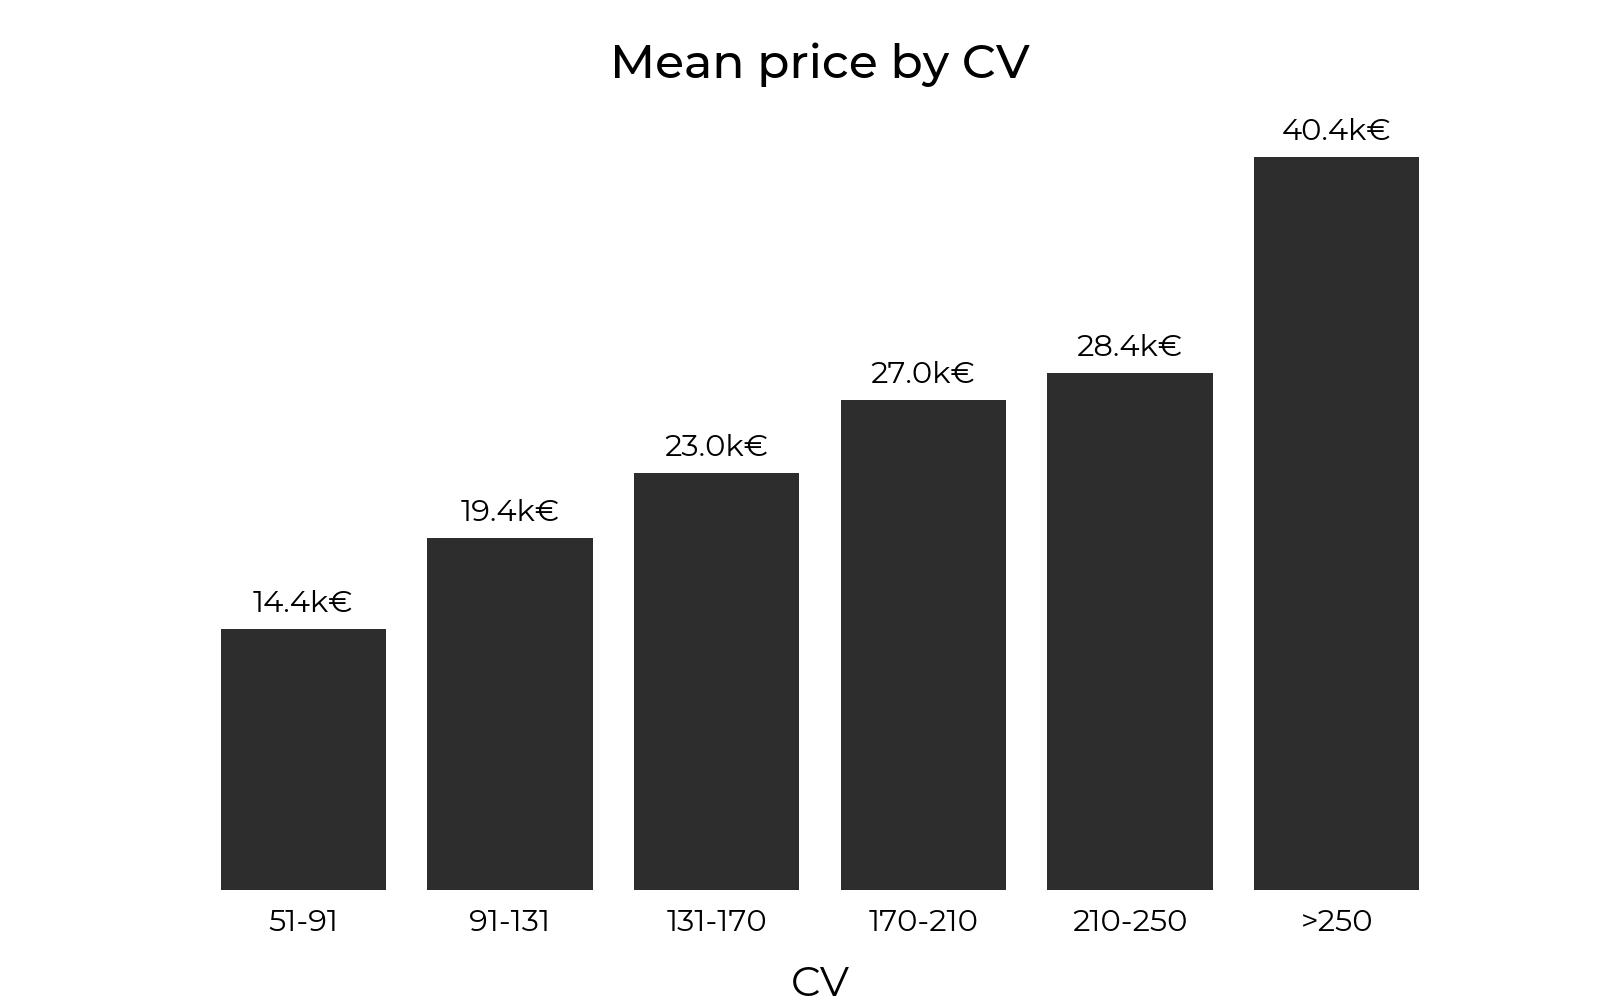 Mean price by CV
40.4k€
28.4k€
27.0k€
23.0k€
19.4k€
14.4k€
51-91 91-131 131-170 170-210 210-250 >250
CV